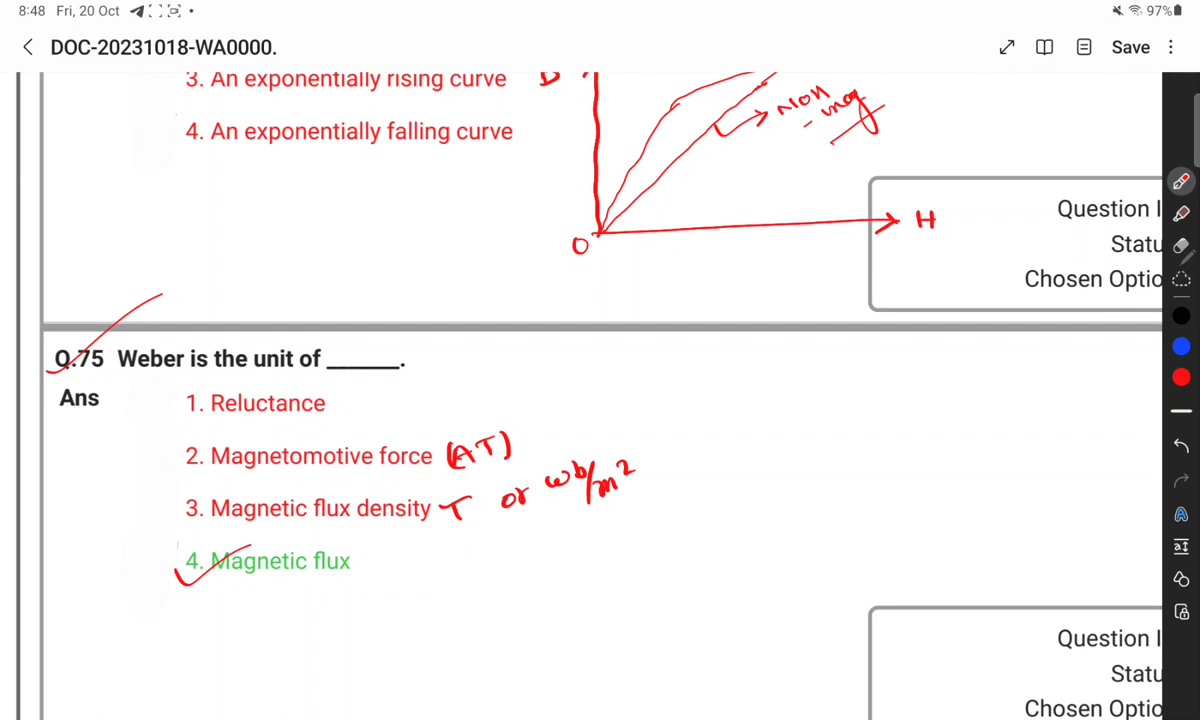 8:48 Fri, 20 Oct
97%
DOC-20231018-WA0000.
Save
3. An exponentially rising curve
B
4. An exponentially falling curve
Non
- mag
H
O
Question I
Statu
Chosen Optio
Q.75 Weber is the unit of ______.
Ans
1. Reluctance
2. Magnetomotive force (AT)
3. Magnetic flux density T or wb/m²
4. Magnetic flux
Question I
Statu
Chosen Optio